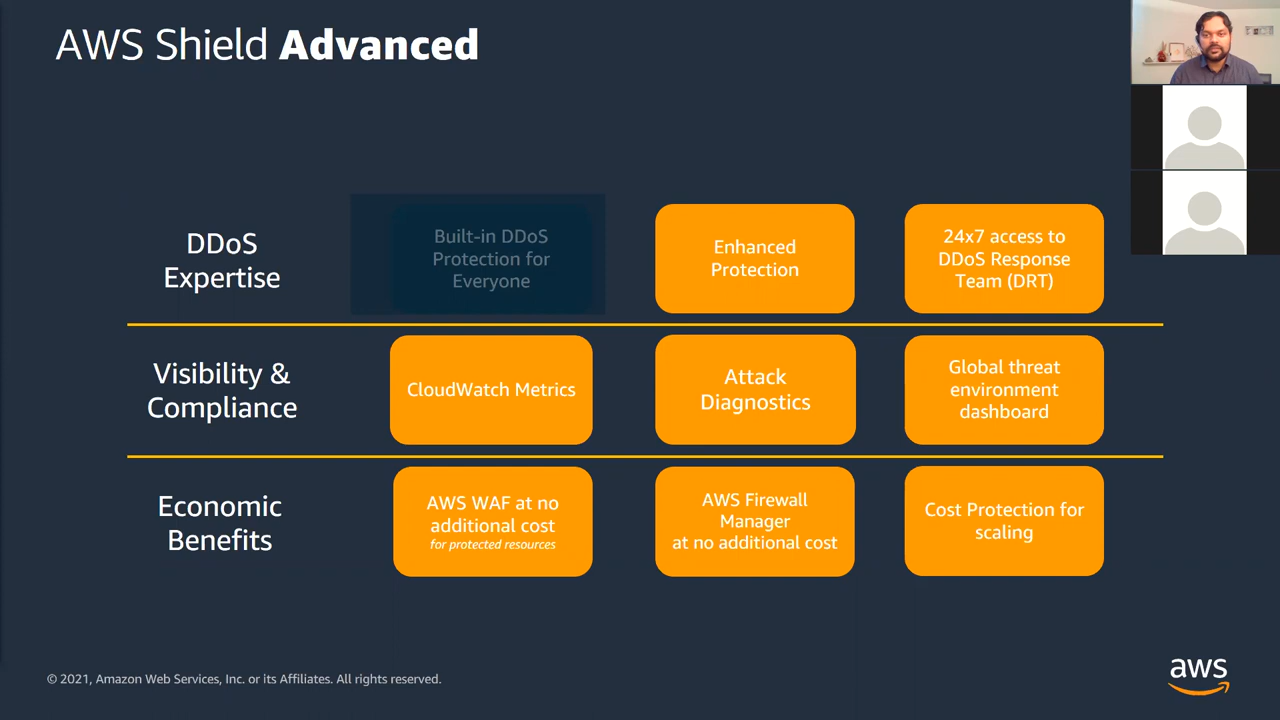 AWS Shield Advanced
DDoS
Expertise
Built-in DDoS
Protection for
Everyone
Enhanced
Protection
24x7 access to
DDoS Response
Team (DRT)
Visibility &
Compliance
CloudWatch Metrics
Attack
Diagnostics
Global threat
environment
dashboard
Economic
Benefits
AWS WAF at no
additional cost
for protected resources
AWS Firewall
Manager
at no additional cost
Cost Protection for
scaling
© 2021, Amazon Web Services, Inc. or its Affiliates. All rights reserved.
aws